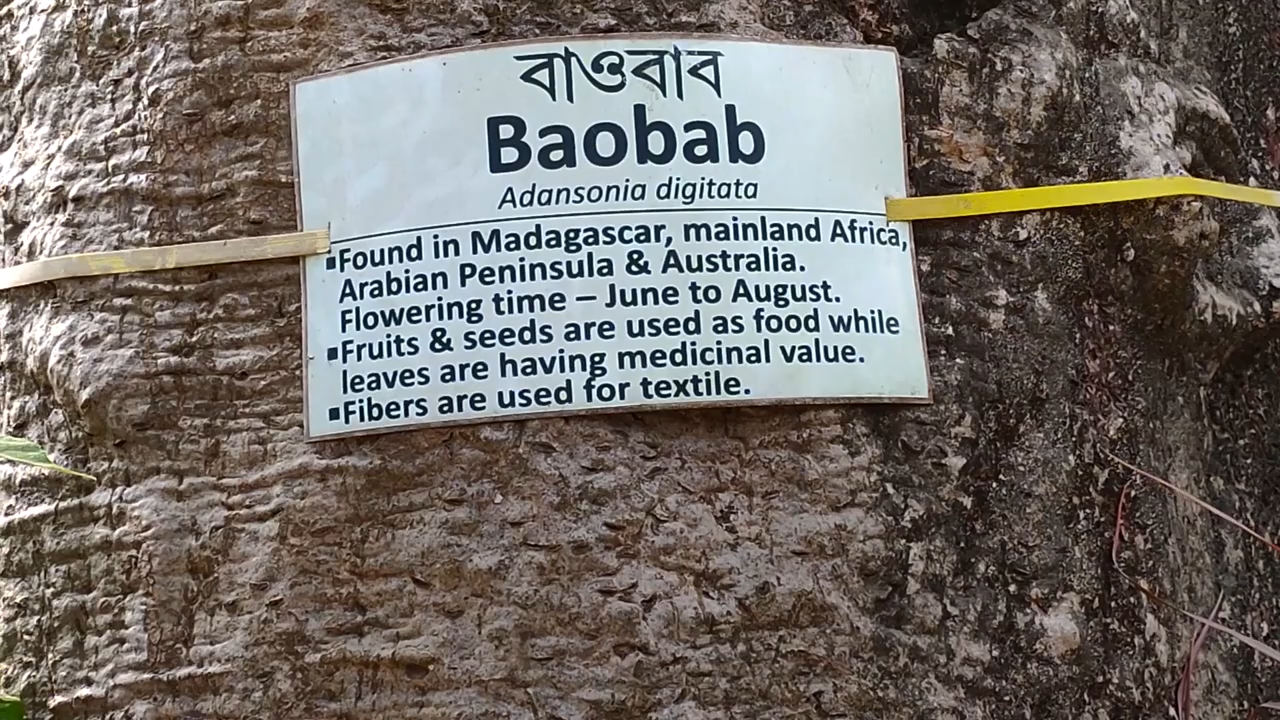 বাওবাব
Baobab
Adansonia digitata
▪Found in Madagascar, mainland Africa,
Arabian Peninsula & Australia.
Flowering time – June to August.
▪Fruits & seeds are used as food while
leaves are having medicinal value.
▪Fibers are used for textile.